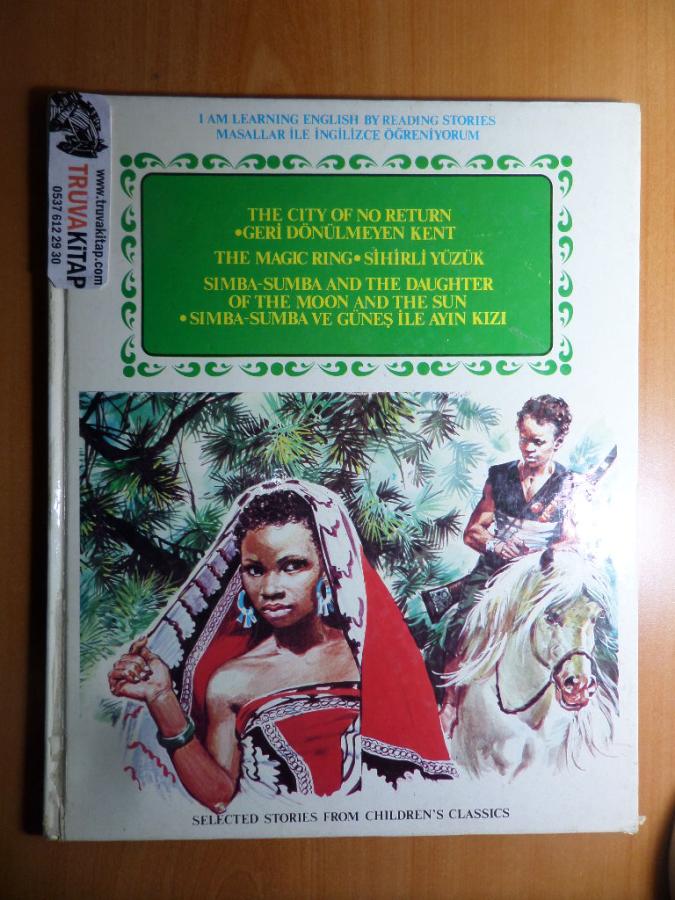 I AM LEARNING ENGLISH BY READING STORIES
MASALLAR İLE İNGİLİZCE ÖĞRENİYORUM
THE CITY OF NO RETURN
•GERİ DÖNÜLMEYEN KENT
THE MAGIC RING•SİHİRLİ YÜZÜK
SIMBA-SUMBA AND THE DAUGHTER
OF THE MOON AND THE SUN
•SIMBA-SUMBA VE GÜNEŞ İLE AYIN KIZI
www.truvakitap.com
TRUVAKİTAP
0537 612 29 30
SELECTED STORIES FROM CHILDREN'S CLASSICS